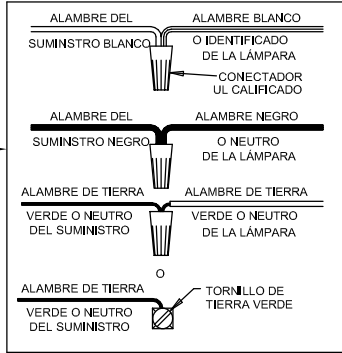 ALAMBRE DEL ALAMBRE BLANCO
SUMINSTRO BLANCO O IDENTIFICADO
DE LA LÁMPARA
CONECTADOR
UL CALIFICADO
ALAMBRE DEL ALAMBRE NEGRO
SUMINISTRO NEGRO O NEUTRO
DE LA LÁMPARA
ALAMBRE DE TIERRA ALAMBRE DE TIERRA
VERDE O NEUTRO VERDE O NEUTRO
DEL SUMINISTRO DE LA LÁMPARA
O
ALAMBRE DE TIERRA TORNILLO DE
TIERRA VERDE
VERDE O NEUTRO
DEL SUMINISTRO